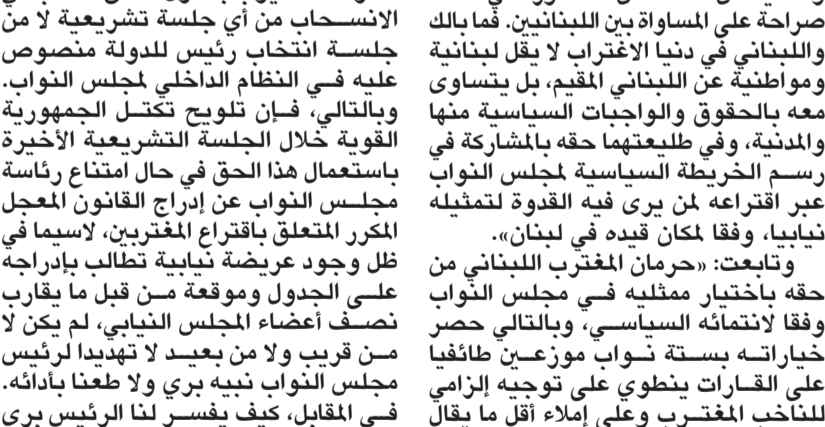 صراحة على المساواة بين اللبنانيين. فما بالك
واللبناني في دنيا الاغتراب لا يقل لبنانية
ومواطنية عن اللبناني المقيم، بل يتساوى
معه بالحقوق والواجبات السياسية منها
والمدنية، وفي طليعتهما حقه بالمشاركة في
رسم الخريطة السياسية لمجلس النواب
عبر اقتراعه لمن يرى فيه القدوة لتمثيله
نيابيا، وفقا لمكان قيده في لبنان».
وتابعت: «حرمان المغترب اللبناني من
حقه باختيار ممثليه في مجلس النواب
وفقا لانتمائه السياسي، وبالتالي حصر
خياراته بستة نواب موزعين طائفيا
على القارات ينطوي على توجيه إلزامي
للناخب المغترب وعلى إملاء أقل ما يقال
الانسحاب من أي جلسة تشريعية لا من
جلسة انتخاب رئيس للدولة منصوص
عليه في النظام الداخلي لمجلس النواب.
وبالتالي، فإن تلويح تكتل الجمهورية
القوية خلال الجلسة التشريعية الأخيرة
باستعمال هذا الحق في حال امتناع رئاسة
مجلس النواب عن إدراج القانون المعجل
المكرر المتعلق باقتراع المغتربين، لاسيما في
ظل وجود عريضة نيابية تطالب بإدراجه
على الجدول وموقعة من قبل ما يقارب
نصف أعضاء المجلس النيابي، لم يكن لا
من قريب ولا من بعيد لا تهديدا لرئيس
مجلس النواب نبيه بري ولا طعنا بأدائه.
في المقابل، كيف يفسر لنا الرئيس بري